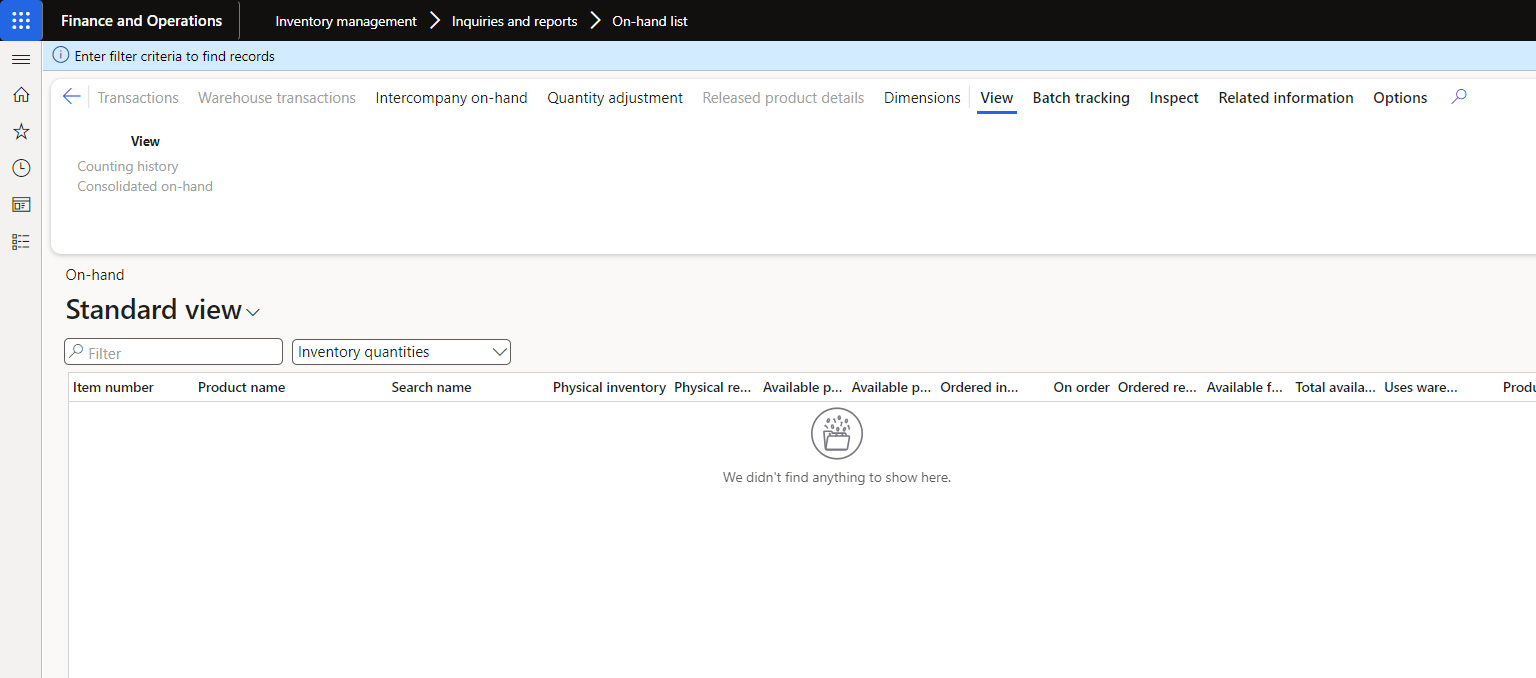 Finance and Operations Inventory management Inquiries and reports On-hand list
Enter filter criteria to find records
Transactions Warehouse transactions Intercompany on-hand Quantity adjustment Released product details Dimensions View Batch tracking Inspect Related information Options
View
Counting history
Consolidated on-hand
On-hand
Standard view
Filter Inventory quantities
Item number Product name Search name Physical inventory Physical re... Available p... Available p... Ordered in... On order Ordered re... Available f... Total availa... Uses ware... Produ
We didn't find anything to show here.